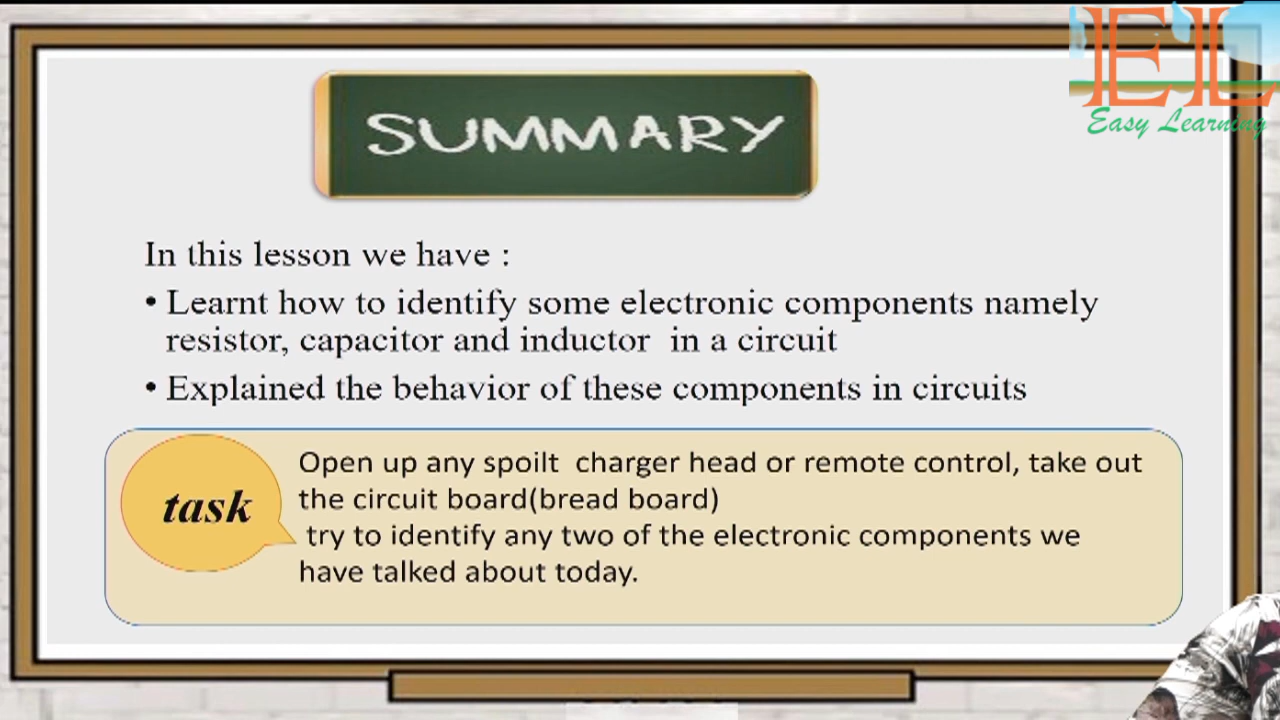 EL
Easy Learning
SUMMARY
In this lesson we have :
• Learnt how to identify some electronic components namely
resistor, capacitor and inductor in a circuit
• Explained the behavior of these components in circuits
task
Open up any spoilt charger head or remote control, take out
the circuit board(bread board)
try to identify any two of the electronic components we
have talked about today.